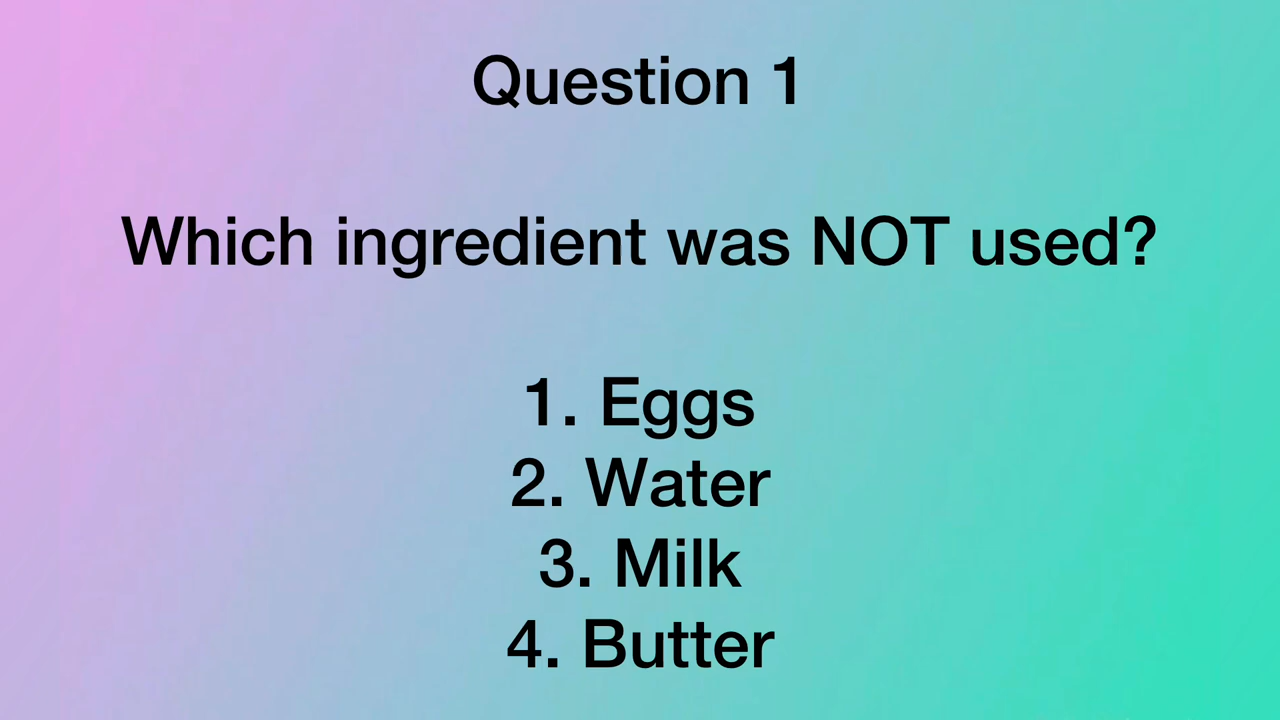 Question 1
Which ingredient was NOT used?
1. Eggs
2. Water
3. Milk
4. Butter